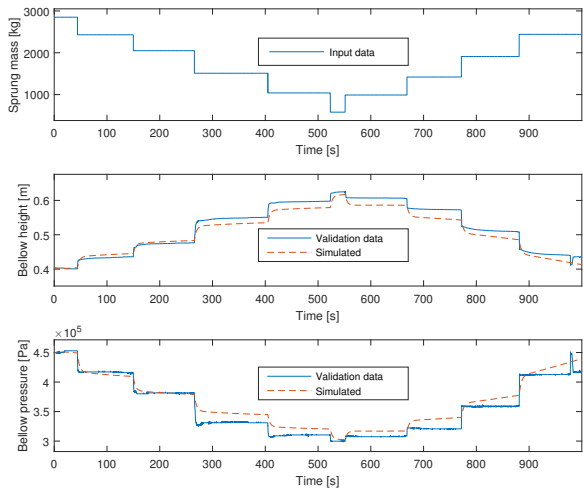 Sprung mass [kg]
3000
2000
1000
Input data
0 100 200 300 400 500 600 700 800 900
Time [s]
Bellow height [m]
0.6
0.5
0.4
Validation data
Simulated
0 100 200 300 400 500 600 700 800 900
Time [s]
Bellow pressure [Pa]
×10^5
4.5
4
3.5
3
Validation data
Simulated
0 100 200 300 400 500 600 700 800 900
Time [s]